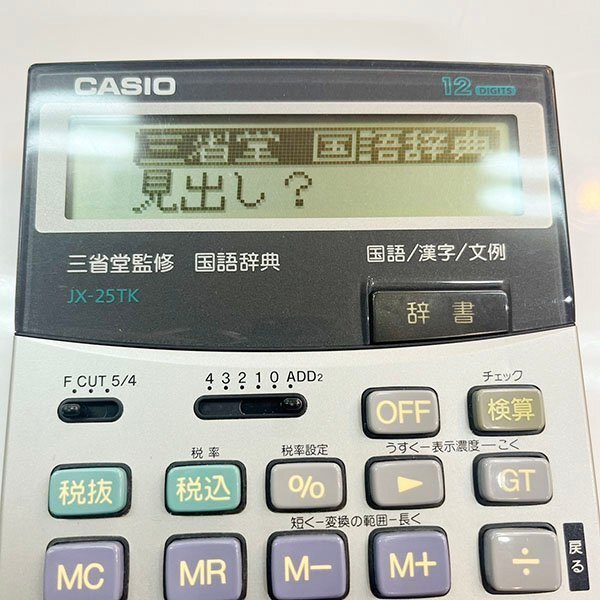 CASIO 12 DIGITS
三省堂 国語辞典
見出し？
三省堂監修 国語辞典 国語/漢字/文例
JX-25TK
辞書
F CUT 5/4 4 3 2 1 0 ADD₂
チェック
OFF 検算
税率 税率設定 うすく―表示濃度―こく
税抜 税込 % ▶ GT
短く―変換の範囲―長く
MC MR M− M+ ÷
戻る